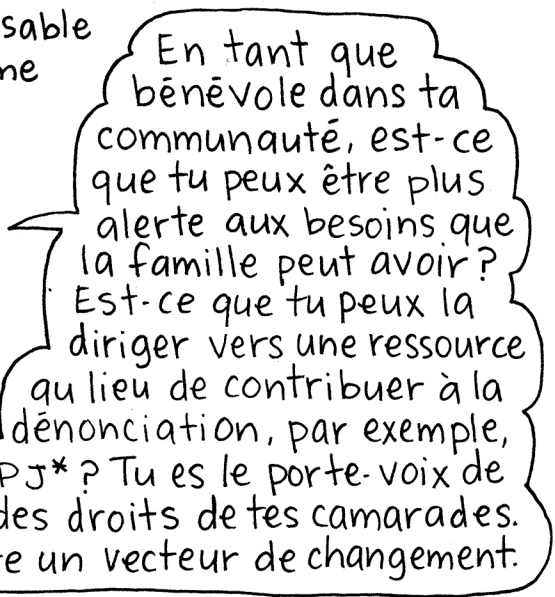 sable
ne
En tant que
bénévole dans ta
communauté, est-ce
que tu peux être plus
alerte aux besoins que
la famille peut avoir?
Est-ce que tu peux la
diriger vers une ressource
au lieu de contribuer à la
dénonciation, par exemple,
PJ*? Tu es le porte-voix de
des droits de tes camarades.
e un vecteur de changement.